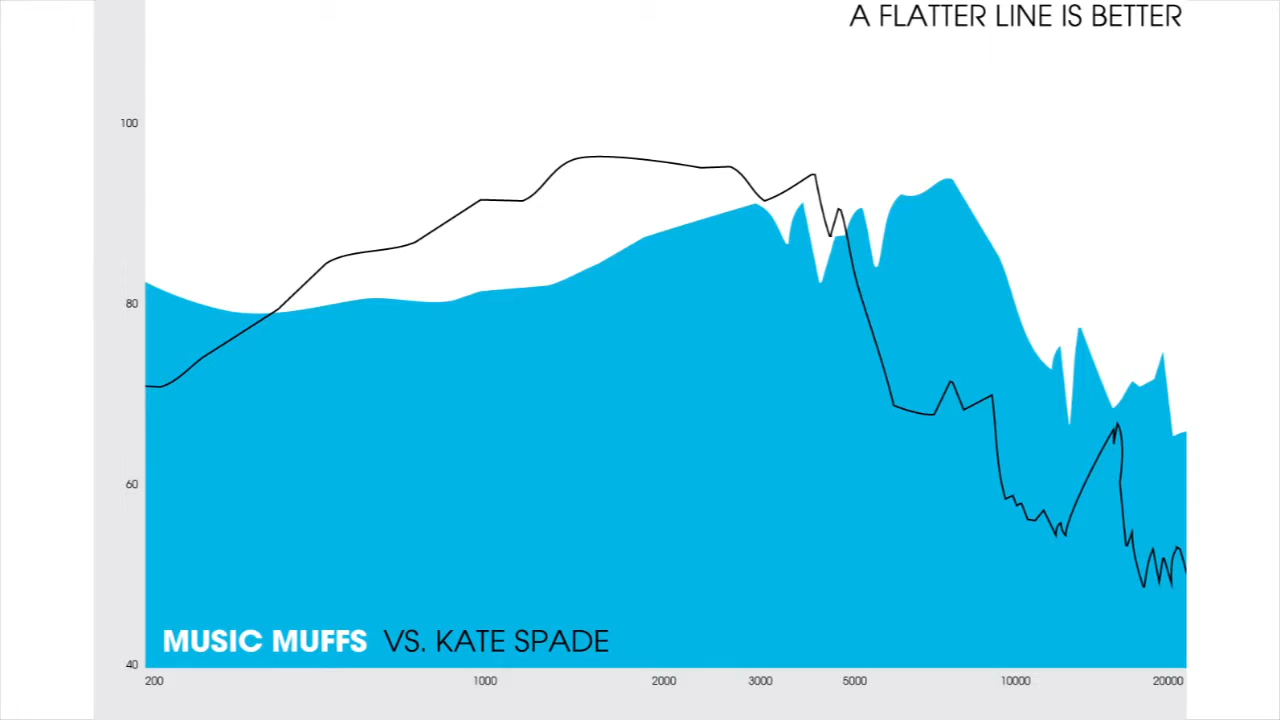 A FLATTER LINE IS BETTER
100
80
60
40
MUSIC MUFFS VS. KATE SPADE
200 1000 2000 3000 5000 10000 20000